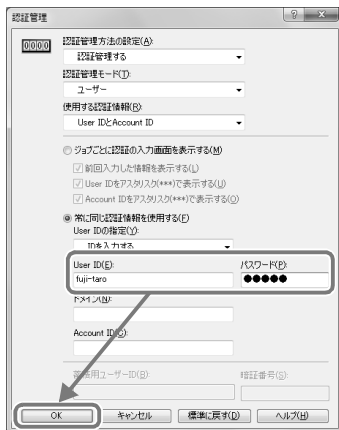 認証管理
0000
認証管理方法の設定(A):
認証管理する
認証管理モード(T):
ユーザー
使用する認証情報(R):
User IDとAccount ID
ジョブごとに認証の入力画面を表示する(M)
前回入力した情報を表示する(L)
User IDをアスタリスク(***)で表示する(U)
Account IDをアスタリスク(***)で表示する(O)
常に同じ認証情報を使用する(F)
User IDの指定(Y):
IDを入力する
User ID(E):
パスワード(P):
fuji-taro
●●●●●
ドメイン(N):
Account ID(C):
ユーザーID(B):
暗証番号(S):
OK
キャンセル
標準に戻す(D)
ヘルプ(H)